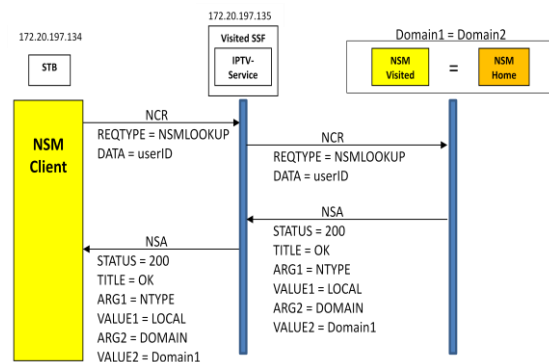 172.20.197.135
172.20.197.134
Domain1 = Domain2
Visited SSF
STB
IPTV-
Service
NSM
Visited
=
NSM
Home
NSM
Client
NCR
REQTYPE = NSMLOOKUP
DATA = userID
NCR
REQTYPE = NSMLOOKUP
DATA = userID
NSA
STATUS = 200
TITLE = OK
ARG1 = NTYPE
VALUE1 = LOCAL
ARG2 = DOMAIN
VALUE2 = Domain1
NSA
STATUS = 200
TITLE = OK
ARG1 = NTYPE
VALUE1 = LOCAL
ARG2 = DOMAIN
VALUE2 = Domain1